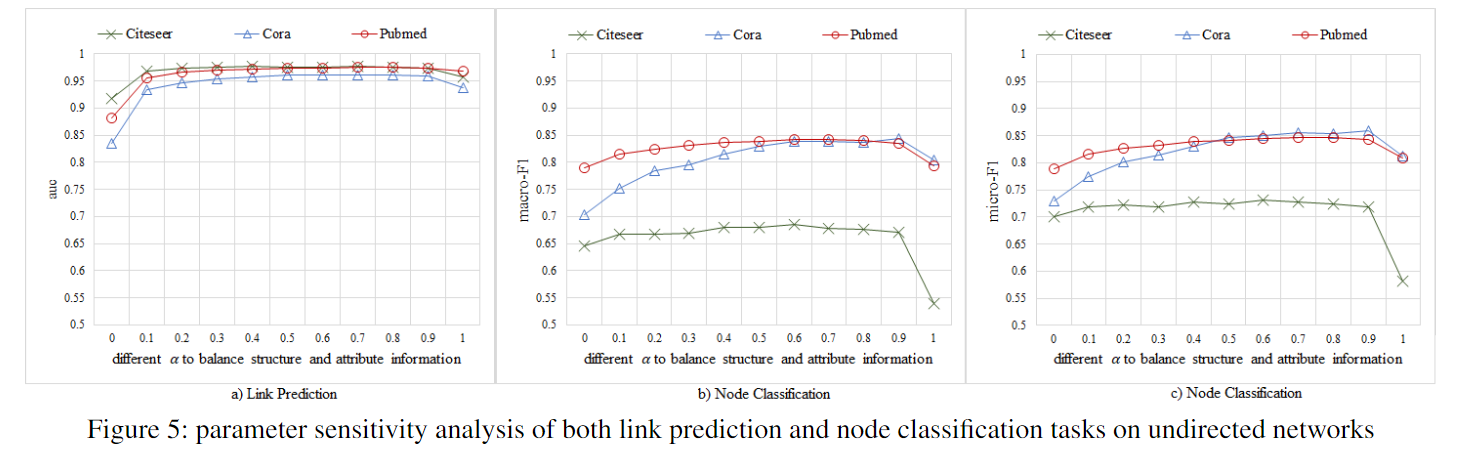 Citeseer Cora Pubmed
1
0.95
0.9
0.85
0.8
0.75
0.7
0.65
0.6
0.55
0.5
auc
0 0.1 0.2 0.3 0.4 0.5 0.6 0.7 0.8 0.9 1
different α to balance structure and attribute information
a) Link Prediction
Citeseer Cora Pubmed
1
0.95
0.9
0.85
0.8
0.75
0.7
0.65
0.6
0.55
0.5
macro-F1
0 0.1 0.2 0.3 0.4 0.5 0.6 0.7 0.8 0.9 1
different α to balance structure and attribute information
b) Node Classification
Citeseer Cora Pubmed
1
0.95
0.9
0.85
0.8
0.75
0.7
0.65
0.6
0.55
0.5
micro-F1
0 0.1 0.2 0.3 0.4 0.5 0.6 0.7 0.8 0.9 1
different α to balance structure and attribute information
c) Node Classification
Figure 5: parameter sensitivity analysis of both link prediction and node classification tasks on undirected networks